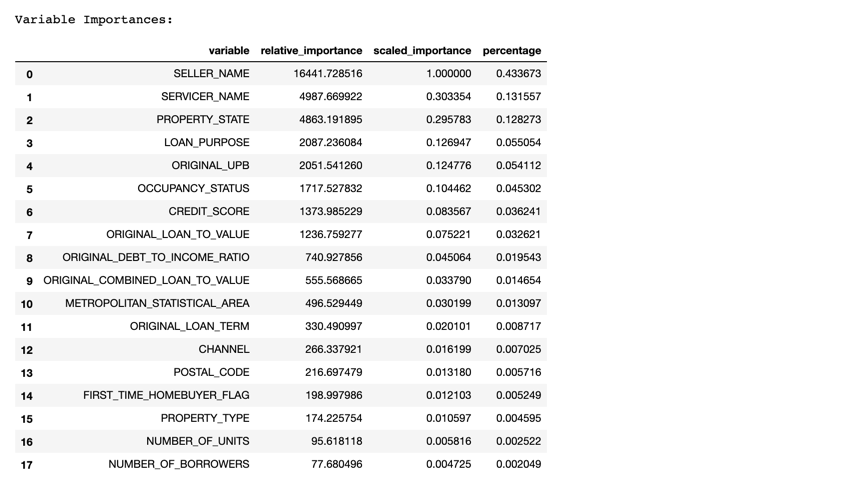 Variable Importances:
variable relative_importance scaled_importance percentage
0 SELLER_NAME 16441.728516 1.000000 0.433673
1 SERVICER_NAME 4987.669922 0.303354 0.131557
2 PROPERTY_STATE 4863.191895 0.295783 0.128273
3 LOAN_PURPOSE 2087.236084 0.126947 0.055054
4 ORIGINAL_UPB 2051.541260 0.124776 0.054112
5 OCCUPANCY_STATUS 1717.527832 0.104462 0.045302
6 CREDIT_SCORE 1373.985229 0.083567 0.036241
7 ORIGINAL_LOAN_TO_VALUE 1236.759277 0.075221 0.032621
8 ORIGINAL_DEBT_TO_INCOME_RATIO 740.927856 0.045064 0.019543
9 ORIGINAL_COMBINED_LOAN_TO_VALUE 555.568665 0.033790 0.014654
10 METROPOLITAN_STATISTICAL_AREA 496.529449 0.030199 0.013097
11 ORIGINAL_LOAN_TERM 330.490997 0.020101 0.008717
12 CHANNEL 266.337921 0.016199 0.007025
13 POSTAL_CODE 216.697479 0.013180 0.005716
14 FIRST_TIME_HOMEBUYER_FLAG 198.997986 0.012103 0.005249
15 PROPERTY_TYPE 174.225754 0.010597 0.004595
16 NUMBER_OF_UNITS 95.618118 0.005816 0.002522
17 NUMBER_OF_BORROWERS 77.680496 0.004725 0.002049